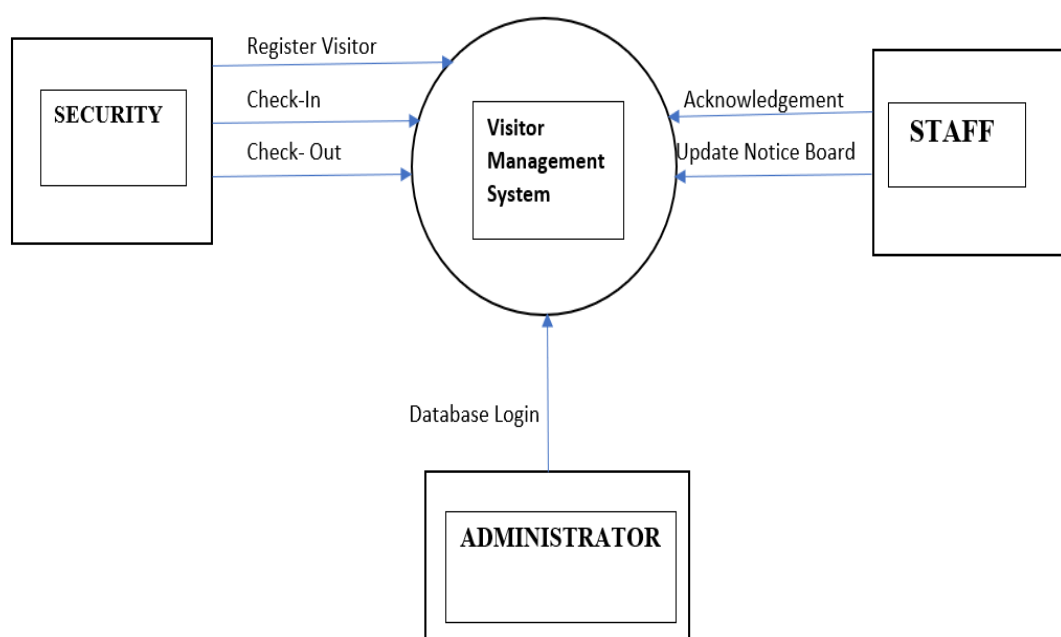 Register Visitor
SECURITY
Check-In
Check- Out
Visitor
Management
System
Acknowledgement
STAFF
Update Notice Board
Database Login
ADMINISTRATOR